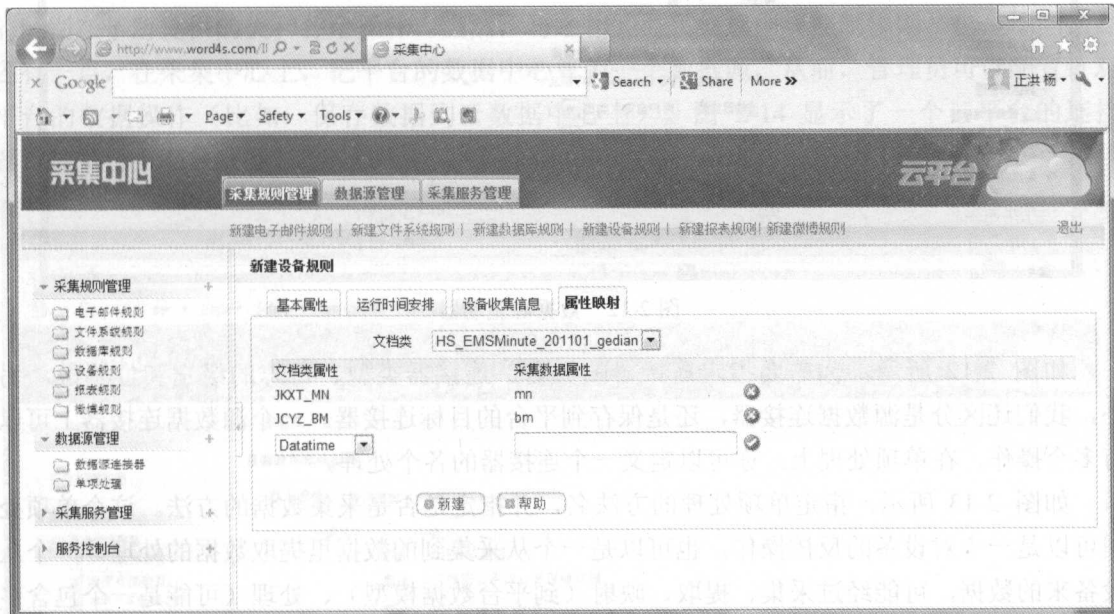 http://www.word4s.com/II
采集中心
× Google
Search
Share
More »
正洪杨
Page Safety Tools
采集中心
云平台
采集规则管理 数据源管理 采集服务管理
新建电子邮件规则 | 新建文件系统规则 | 新建数据库规则 | 新建设备规则 | 新建报表规则 | 新建微博规则
退出
新建设备规则
采集规则管理 +
电子邮件规则
文件系统规则
数据库规则
设备规则
报表规则
微博规则
数据源管理 +
数据源连接器
单项处理
采集服务管理 +
服务控制台 +
基本属性 运行时间安排 设备收集信息 属性映射
文档类 HS_EMSMinute_201101_gedian
文档类属性 采集数据属性
JKXT_MN mn
JCYZ_BM bm
Datatime
新建 帮助